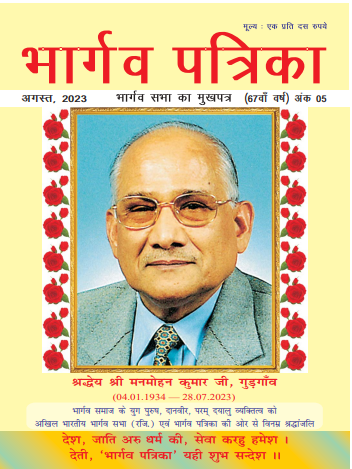 मूल्य : एक प्रति दस रुपये
भार्गव पत्रिका
अगस्त, 2023 भार्गव सभा का मुखपत्र (67वाँ वर्ष) अंक 05
श्रद्धेय श्री मनमोहन कुमार जी, गुड़गाँव
(04.01.1934 — 28.07.2023)
भार्गव समाज के युग पुरुष, दानवीर, परम् दयालु व्यक्तित्व को
अखिल भारतीय भार्गव सभा (रजि.) एवं भार्गव पत्रिका की ओर से विनम्र श्रद्धांजलि
देश, जाति अरु धर्म की, सेवा करहु हमेश ।
देती, 'भार्गव पत्रिका' यही शुभ सन्देश ।।